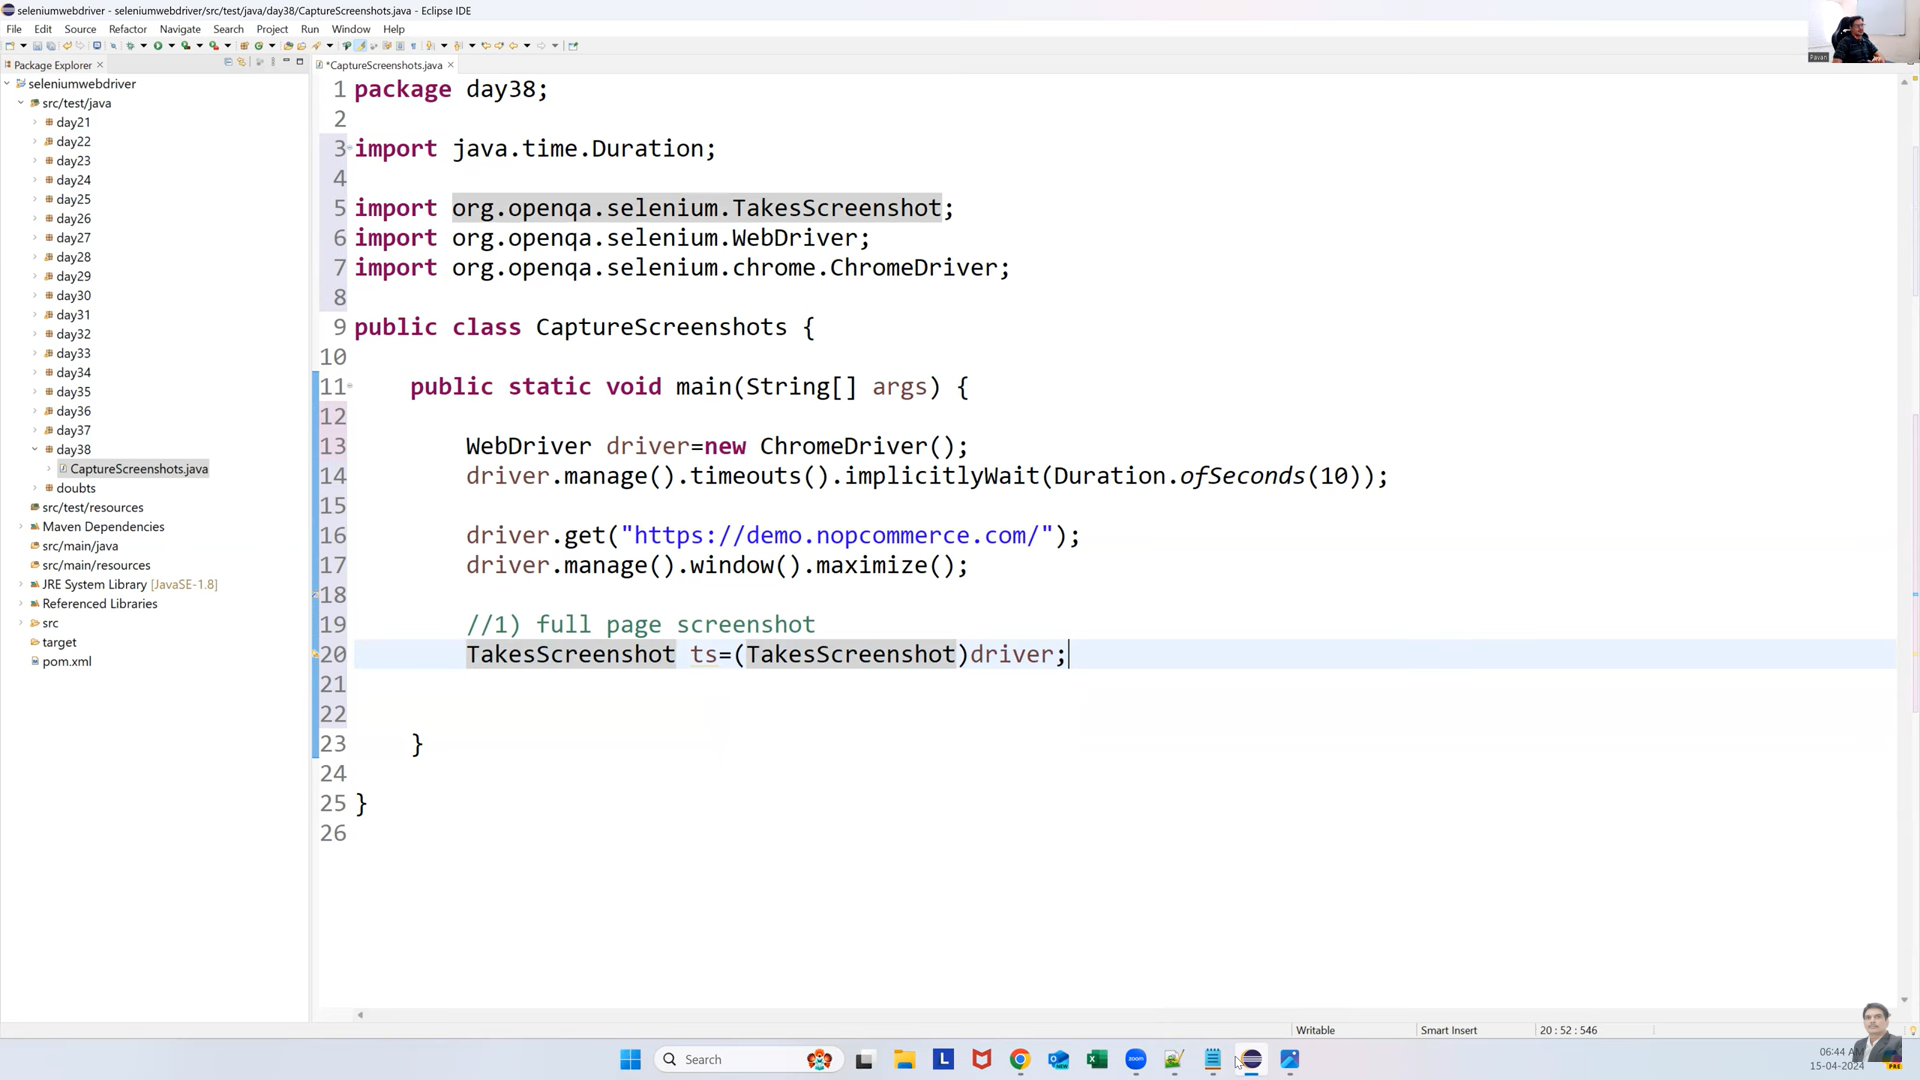 seleniumwebdriver - seleniumwebdriver/src/test/java/day38/CaptureScreenshots.java - Eclipse IDE
File Edit Source Refactor Navigate Search Project Run Window Help
Package Explorer
*CaptureScreenshots.java
seleniumwebdriver
src/test/java
day21
day22
day23
day24
day25
day26
day27
day28
day29
day30
day31
day32
day33
day34
day35
day36
day37
day38
CaptureScreenshots.java
doubts
src/test/resources
Maven Dependencies
src/main/java
src/main/resources
JRE System Library [JavaSE-1.8]
Referenced Libraries
src
target
pom.xml
1 package day38;
2
3 import java.time.Duration;
4
5 import org.openqa.selenium.TakesScreenshot;
6 import org.openqa.selenium.WebDriver;
7 import org.openqa.selenium.chrome.ChromeDriver;
8
9 public class CaptureScreenshots {
10
11 public static void main(String[] args) {
12
13 WebDriver driver=new ChromeDriver();
14 driver.manage().timeouts().implicitlyWait(Duration.ofSeconds(10));
15
16 driver.get("https://demo.nopcommerce.com/");
17 driver.manage().window().maximize();
18
19 //1) full page screenshot
20 TakesScreenshot ts=(TakesScreenshot)driver;
21
22
23 }
24
25 }
26
Pavan
Writable Smart Insert 20 : 52 : 546
Search
L
zoom
06:44 AM
15-04-2024
PRE